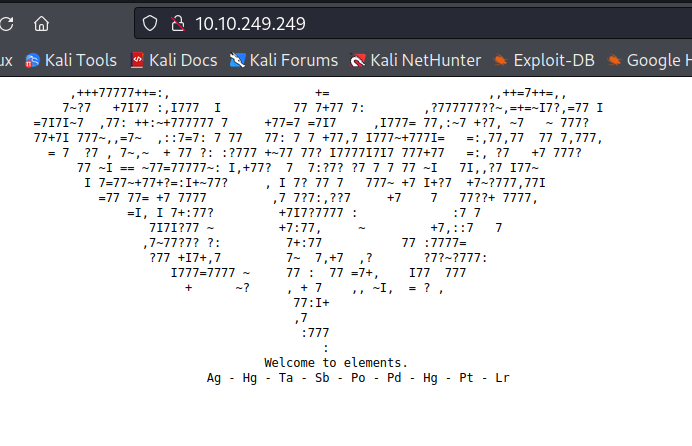 10.10.249.249
ux Kali Tools Kali Docs Kali Forums Kali NetHunter Exploit-DB Google H
,+++77777++=:, += ,,++=7++=,,
7~?7 +7I77 :,I777 I 77 7+77 7: ,?777777??~,=+=~I7?,=77 I
=7I7I~7 ,77: ++:~+777777 7 +77=7 =7I7 ,I777= 77,:~7 +?7, ~7 ~ 777?
77+7I 777~,,=7~ ,::7=7: 7 77 77: 7 7 +77,7 I777~+777I= =:,77,77 77 7,777,
= 7 ?7 , 7~,~ + 77 ?: :?777 +~77 77? I7777I7I7 777+77 =:, ?7 +7 777?
77 ~I == ~77=77777~: I,+77? 7 7:?7? ?7 7 7 77 ~I 7I,,?7 I77~
I 7=77~+77+?=:I+~77? , I 7? 77 7 777~ +7 I+?7 +7~?777,77I
=77 77= +7 7777 ,7 7?7:,??7 +7 7 77??+ 7777,
=I, I 7+:77? +7I7?7777 : :7 7
7I7I?77 ~ +7:77, ~ +7,::7 7
,7~77?7? ?: 7+:77 77 :7777=
?77 +I7+,7 7~ 7,+7 ,? ?7?~?777:
I777=7777 ~ 77 : 77 =7+, I77 777
+ ~? , + 7 ,, ~I, = ? ,
77:I+
,7
:777
:
Welcome to elements.
Ag - Hg - Ta - Sb - Po - Pd - Hg - Pt - Lr